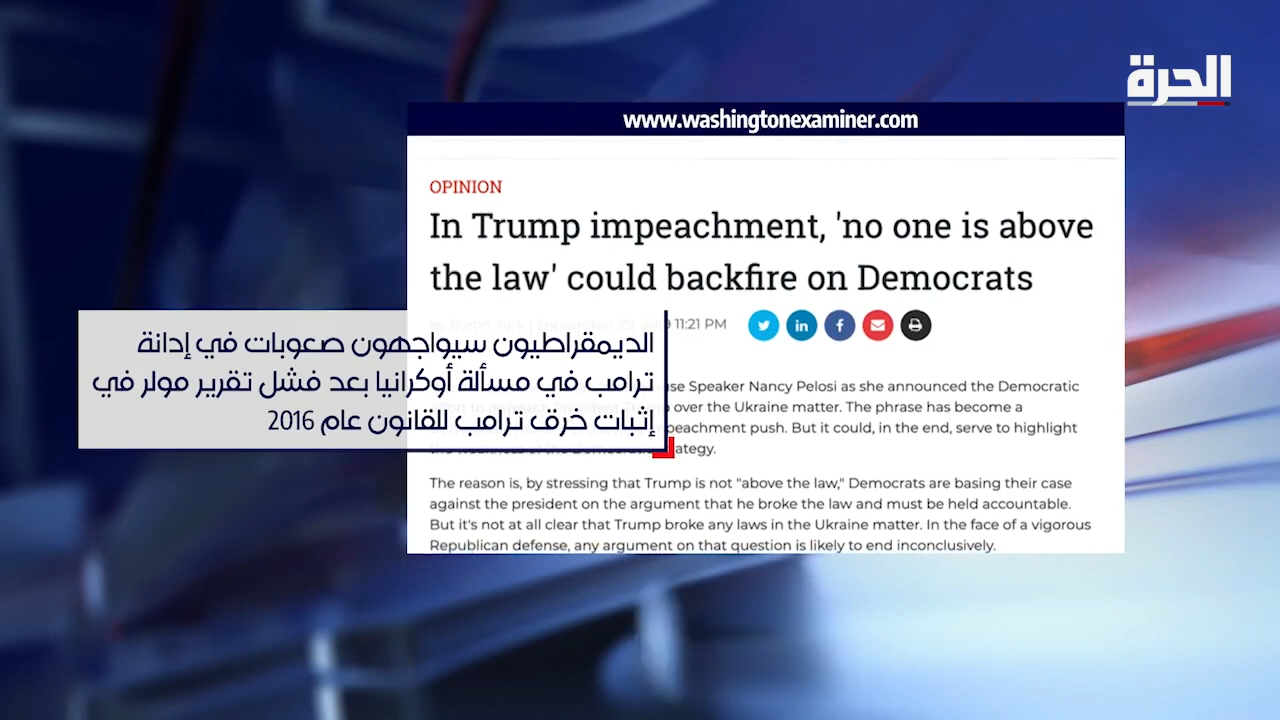 الحرة
www.washingtonexaminer.com
OPINION
In Trump impeachment, 'no one is above
the law' could backfire on Democrats
11:21 PM
الديمقراطيون سيواجهون صعوبات في إدانة
ترامب في مسألة أوكرانيا بعد فشل تقرير مولر في
إثبات خرف ترامب للقانون عام 2016
Speaker Nancy Pelosi as she announced the Democratic
over the Ukraine matter. The phrase has become a
push. But it could, in the end, serve to highlight
The reason is, by stressing that Trump is not "above the law," Democrats are basing their case
against the president on the argument that he broke the law and must be held accountable.
But it's not at all clear that Trump broke any laws in the Ukraine matter. In the face of a vigorous
Republican defense, any argument on that question is likely to end inconclusively.